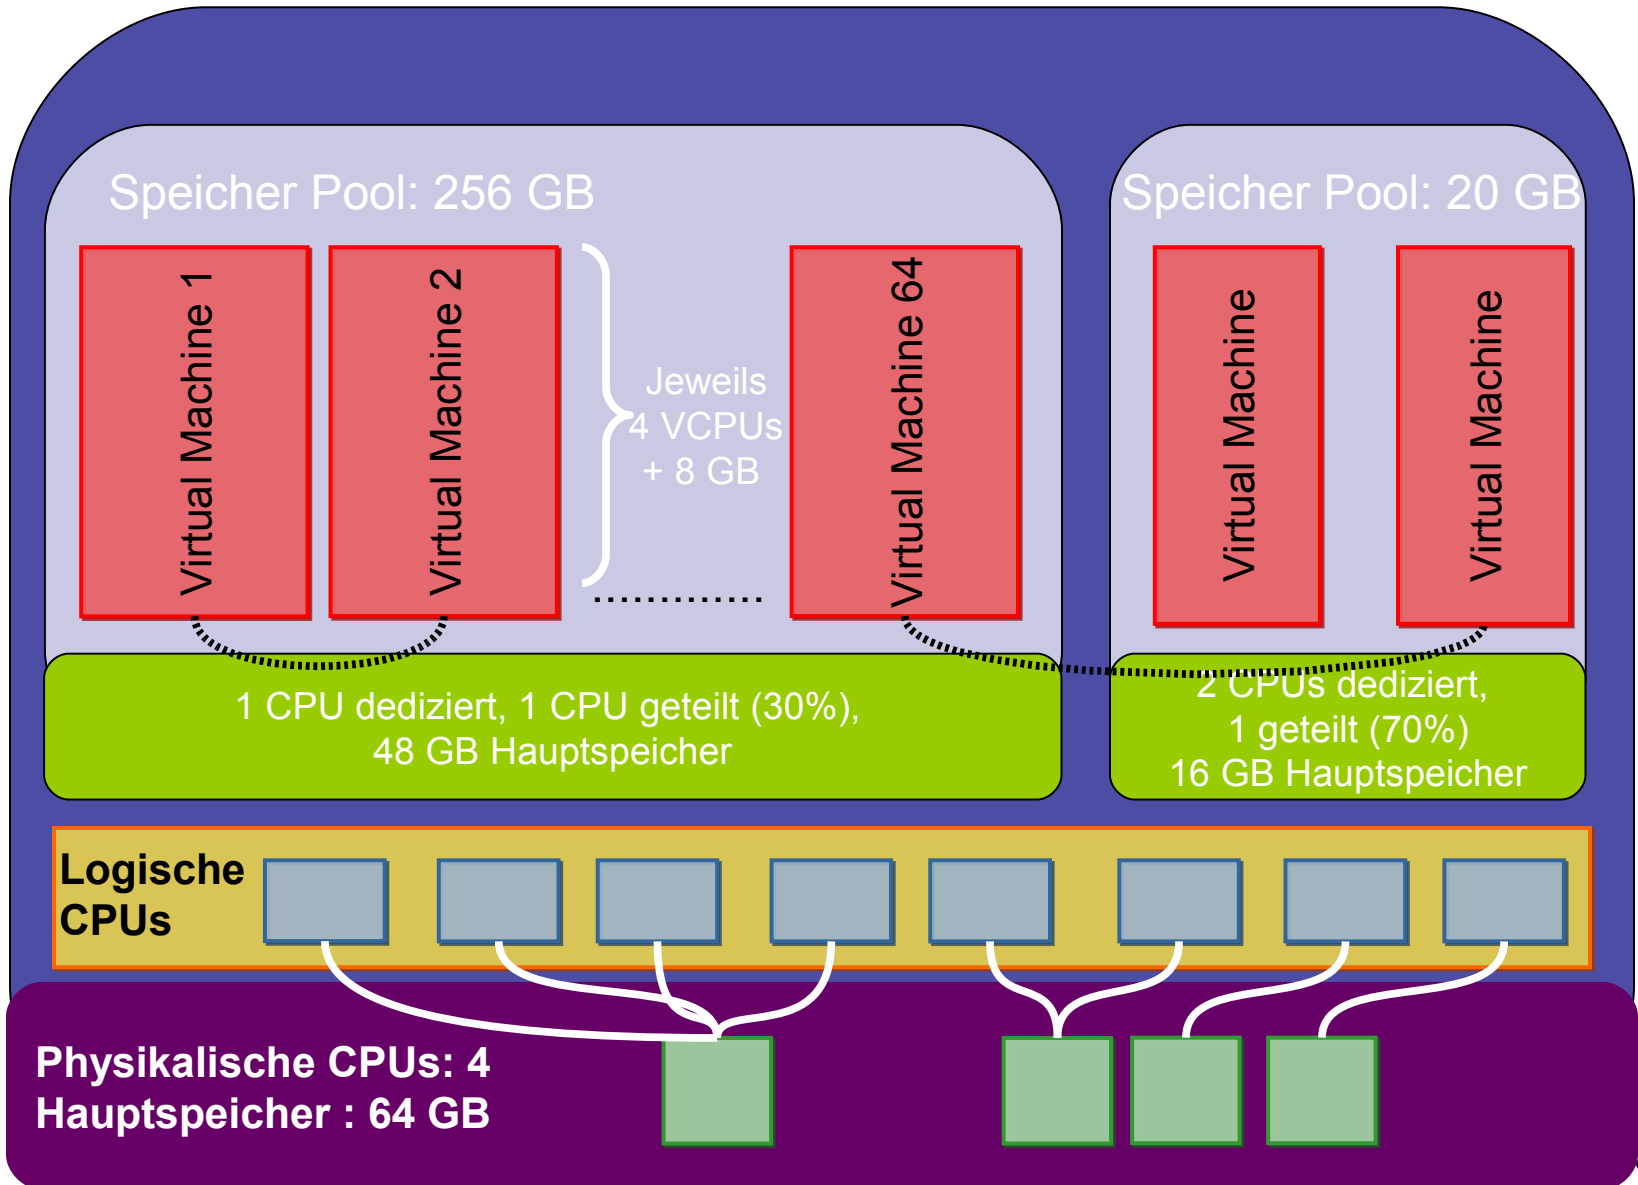 Speicher Pool: 256 GB
Speicher Pool: 20 GB
Virtual Machine 1
Virtual Machine 2
Jeweils
4 VCPUs
+ 8 GB
.............
Virtual Machine 64
Virtual Machine
Virtual Machine
1 CPU dediziert, 1 CPU geteilt (30%),
48 GB Hauptspeicher
2 CPUs dediziert,
1 geteilt (70%)
16 GB Hauptspeicher
Logische
CPUs
Physikalische CPUs: 4
Hauptspeicher : 64 GB